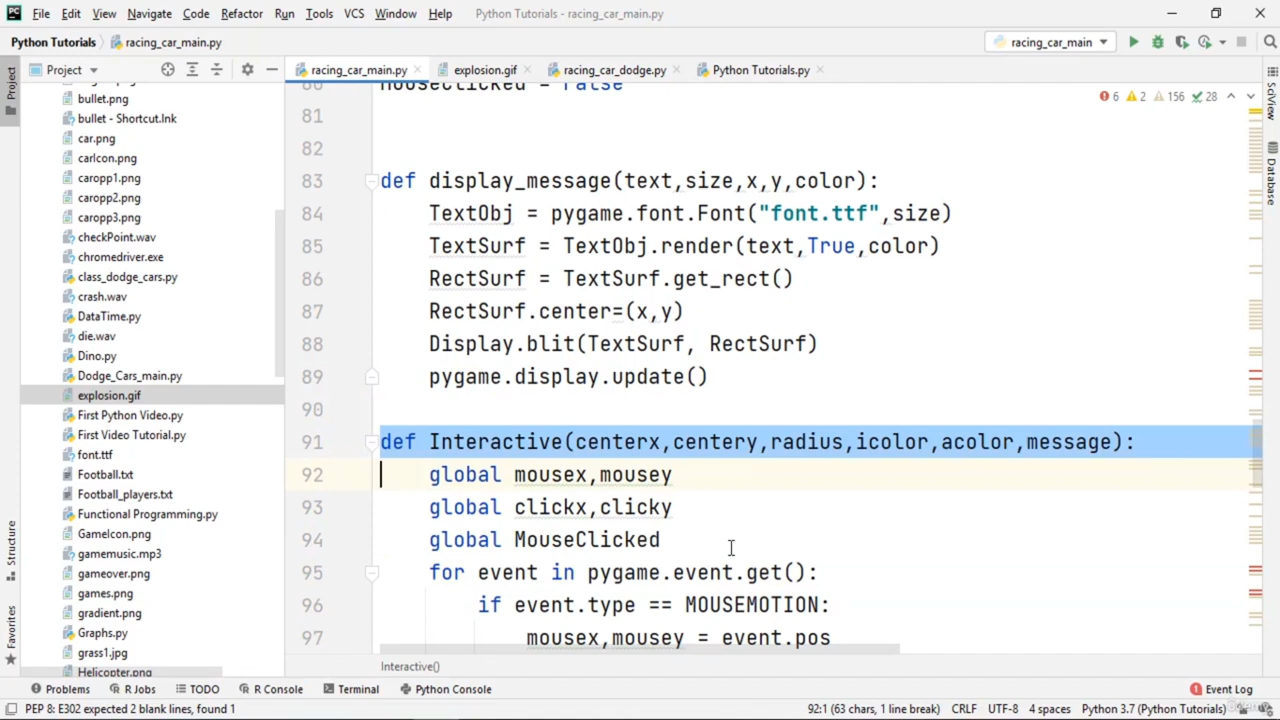 File Edit View Navigate Code Refactor Run Tools VCS Window Help Python Tutorials - racing_car_main.py
Python Tutorials racing_car_main.py racing_car_main
Project racing_car_main.py explosion.gif racing_car_dodge.py Python Tutorials.py
Project
Structure
Favorites
SciView
Database
6 2 156 28
bullet.png
bullet - Shortcut.lnk
car.png
carIcon.png
caropp1.png
caropp2.png
caropp3.png
checkPoint.wav
chromedriver.exe
class_dodge_cars.py
crash.wav
DataTime.py
die.wav
Dino.py
Dodge_Cars_main.py
explosion.gif
First Python Video.py
First Video Tutorial.py
font.ttf
Football.txt
Football_players.txt
Functional Programming.py
GameIcon.png
gamemusic.mp3
gameover.png
games.png
gradient.png
Graphs.py
grass1.jpg
Helicopter.png
80 MouseClicked = False
81
82
83 def display_message(text,size,x,y,color):
84 TextObj = pygame.font.Font("font.ttf",size)
85 TextSurf = TextObj.render(text,True,color)
86 RectSurf = TextSurf.get_rect()
87 RectSurf.center=(x,y)
88 Display.blit(TextSurf, RectSurf)
89 pygame.display.update()
90
91 def Interactive(centerx,centery,radius,icolor,acolor,message):
92 global mousex,mousey
93 global clickx,clicky
94 global MouseClicked
95 for event in pygame.event.get():
96 if event.type == MOUSEMOTION:
97 mousex,mousey = event.pos
Interactive()
Problems R Jobs TODO R Console Terminal Python Console Event Log
PEP 8: E302 expected 2 blank lines, found 1 92:1 (63 chars, 1 line break) CRLF UTF-8 4 spaces Python 3.7 (Python Tutorials)